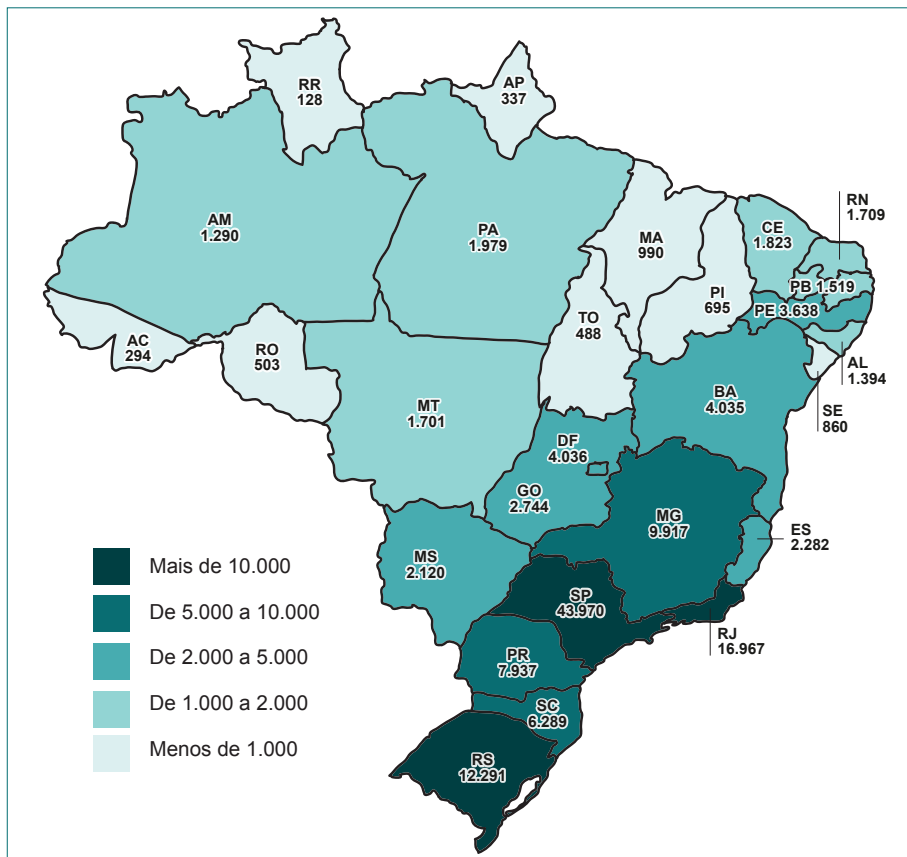 RR
128
AP
337
AM
1.290
PA
1.979
MA
990
CE
1.823
RN
1.709
PI
695
PB 1.519
PE 3.638
TO
488
AC
294
RO
503
AL
1.394
BA
4.035
SE
860
MT
1.701
DF
4.036
GO
2.744
MG
9.917
ES
2.282
MS
2.120
SP
43.970
RJ
16.967
PR
7.937
SC
6.289
RS
12.291
Mais de 10.000
De 5.000 a 10.000
De 2.000 a 5.000
De 1.000 a 2.000
Menos de 1.000